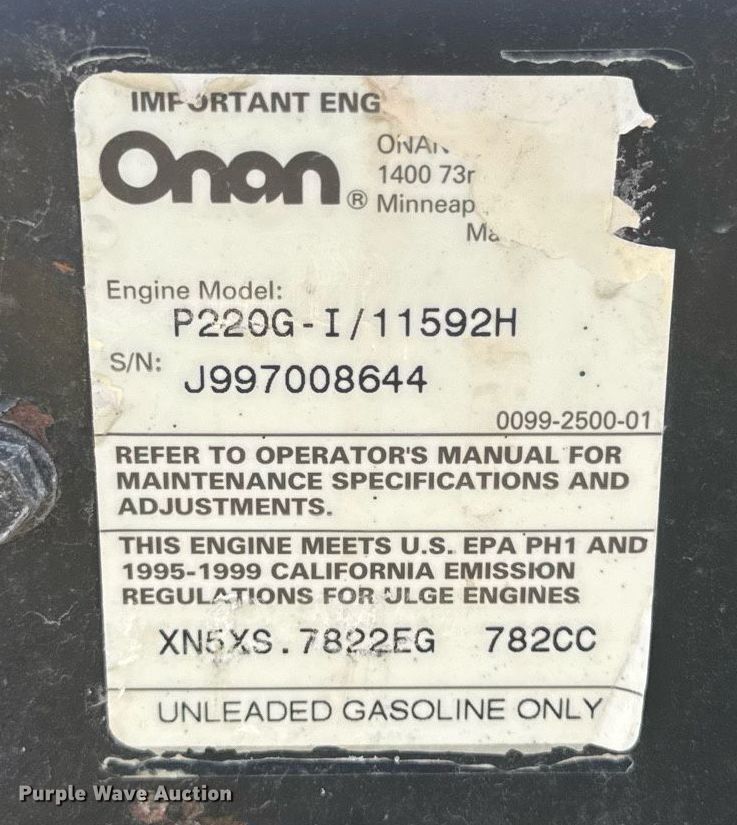 IMPORTANT ENG
Onan®
ONAN
1400 73r
Minneap
Ma
Engine Model:
P220G-I/11592H
S/N:
J997008644
0099-2500-01
REFER TO OPERATOR'S MANUAL FOR
MAINTENANCE SPECIFICATIONS AND
ADJUSTMENTS.
THIS ENGINE MEETS U.S. EPA PH1 AND
1995-1999 CALIFORNIA EMISSION
REGULATIONS FOR ULGE ENGINES
XN5XS.7822EG 782CC
UNLEADED GASOLINE ONLY
Purple Wave Auction